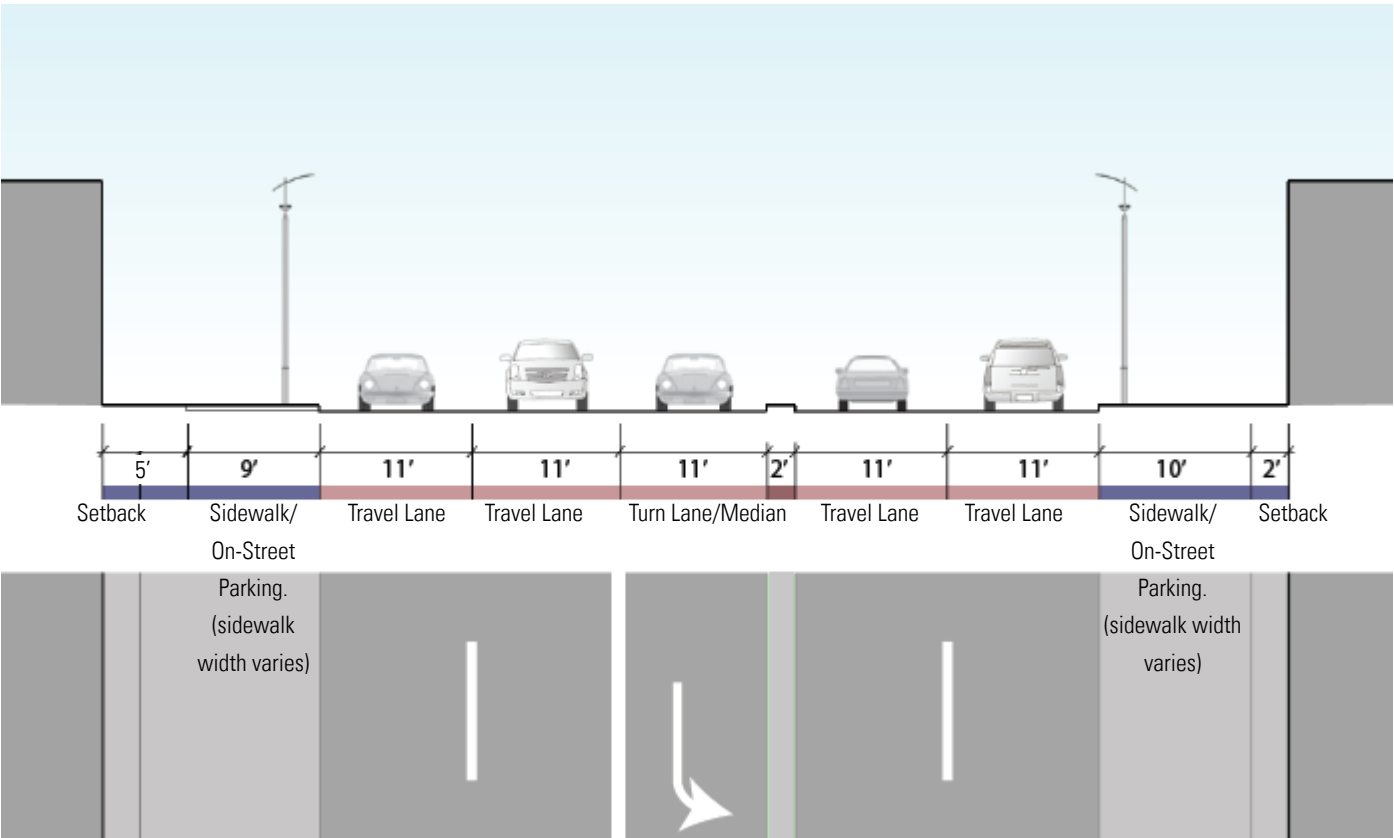 5' 9' 11' 11' 11' 2' 11' 11' 10' 2'
Setback
Sidewalk/
On-Street
Parking.
(sidewalk
width varies)
Travel Lane
Travel Lane
Turn Lane/Median
Travel Lane
Travel Lane
Sidewalk/
On-Street
Parking.
(sidewalk width
varies)
Setback